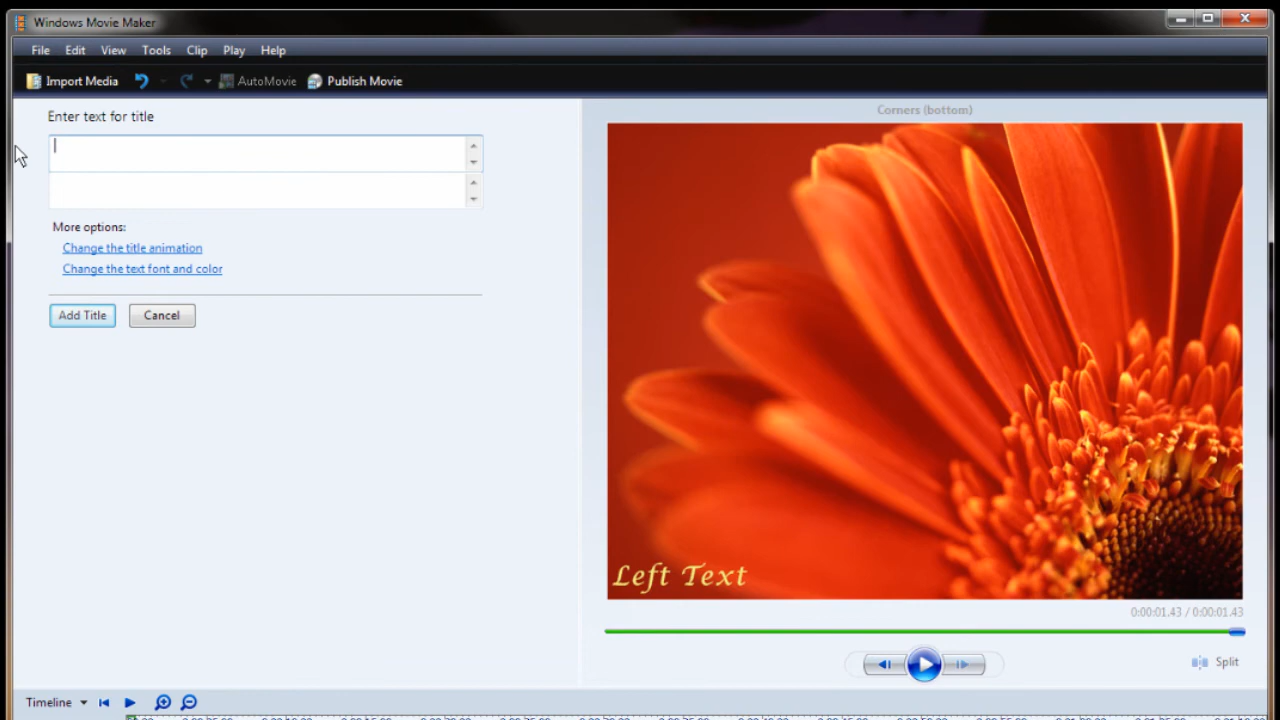 Windows Movie Maker
File Edit View Tools Clip Play Help
Import Media AutoMovie Publish Movie
Enter text for title
Corners (bottom)
More options:
Change the title animation
Change the text font and color
Add Title Cancel
Left Text
0:00:01.43 / 0:00:01.43
Split
Timeline